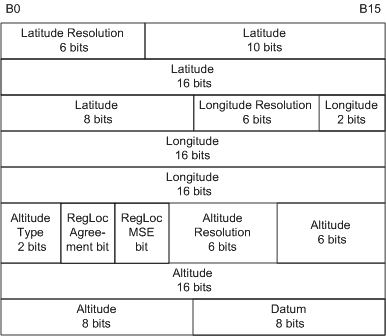 B0 B15
Latitude Resolution
6 bits
Latitude
10 bits
Latitude
16 bits
Latitude
8 bits
Longitude Resolution
6 bits
Longitude
2 bits
Longitude
16 bits
Longitude
16 bits
Altitude
Type
2 bits
RegLoc
Agree-
ment bit
RegLoc
MSE
bit
Altitude
Resolution
6 bits
Altitude
6 bits
Altitude
16 bits
Altitude
8 bits
Datum
8 bits